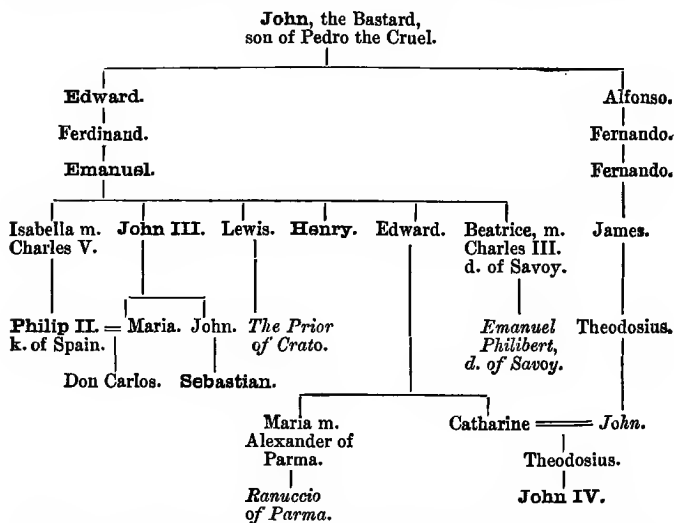 John, the Bastard,
son of Pedro the Cruel.
Edward. Alfonso.
Ferdinand. Fernando.
Emanuel. Fernando.
Isabella m. John III. Lewis. Henry. Edward. Beatrice, m. James.
Charles V. Charles III.
d. of Savoy.
Philip II. = Maria. John. The Prior Emanuel Theodosius.
k. of Spain. of Crato. Philibert,
Don Carlos. Sebastian. d. of Savoy.
Maria m. Catharine = John.
Alexander of
Parma. Theodosius.
Ranuccio John IV.
of Parma.